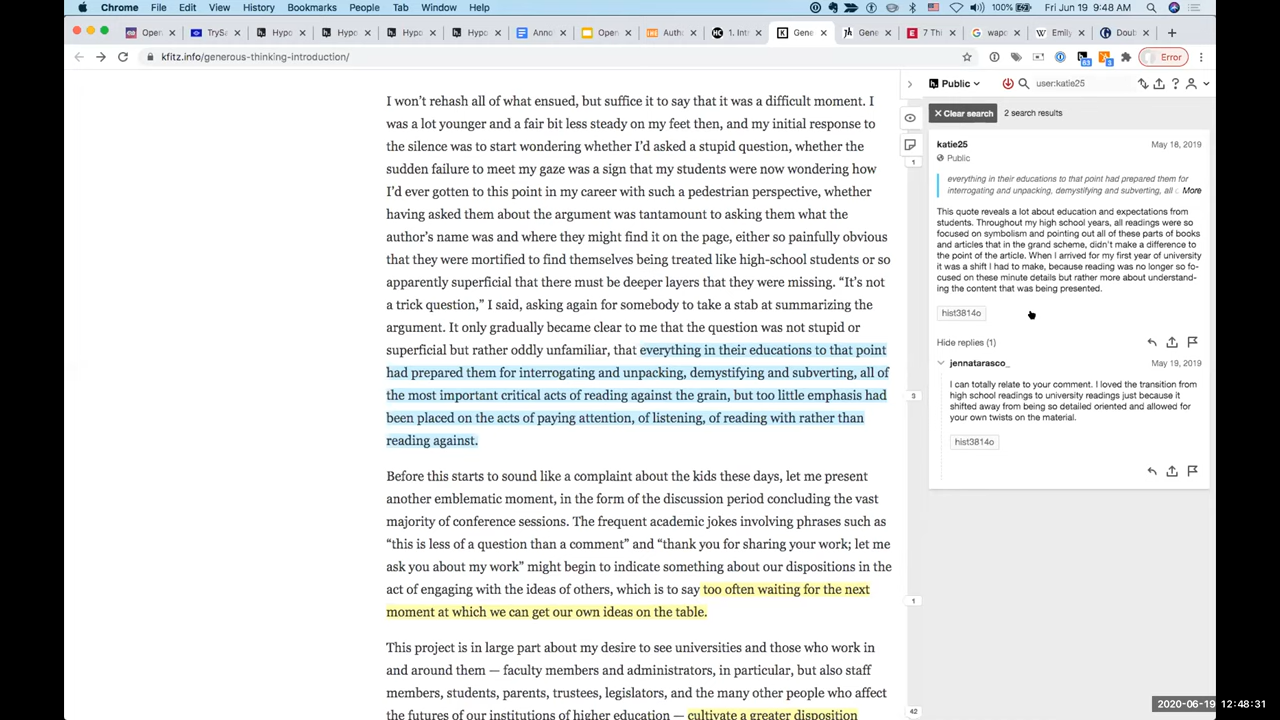 Chrome File Edit View History Bookmarks People Tab Window Help 100% Fri Jun 19 9:48 AM
Open TrySa Hypo Hypo Hypo Hypo Anno Open Auth 1. Intr Gene Gene 7 Th wapo Emily Doub
kfitz.info/generous-thinking-introduction/ 63 3 Error
Public user:katie25
Clear search 2 search results
I won't rehash all of what ensued, but suffice it to say that it was a difficult moment. I
was a lot younger and a fair bit less steady on my feet then, and my initial response to
the silence was to start wondering whether I'd asked a stupid question, whether the
sudden failure to meet my gaze was a sign that my students were now wondering how
I'd ever gotten to this point in my career with such a pedestrian perspective, whether
having asked them about the argument was tantamount to asking them what the
author's name was and where they might find it on the page, either so painfully obvious
that they were mortified to find themselves being treated like high-school students or so
apparently superficial that there must be deeper layers that they were missing. “It's not
a trick question,” I said, asking again for somebody to take a stab at summarizing the
argument. It only gradually became clear to me that the question was not stupid or
superficial but rather oddly unfamiliar, that everything in their educations to that point
had prepared them for interrogating and unpacking, demystifying and subverting, all of
the most important critical acts of reading against the grain, but too little emphasis had
been placed on the acts of paying attention, of listening, of reading with rather than
reading against.
Before this starts to sound like a complaint about the kids these days, let me present
another emblematic moment, in the form of the discussion period concluding the vast
majority of conference sessions. The frequent academic jokes involving phrases such as
“this is less of a question than a comment” and “thank you for sharing your work; let me
ask you about my work” might begin to indicate something about our dispositions in the
act of engaging with the ideas of others, which is to say too often waiting for the next
moment at which we can get our own ideas on the table.
This project is in large part about my desire to see universities and those who work in
and around them — faculty members and administrators, in particular, but also staff
members, students, parents, trustees, legislators, and the many other people who affect
the futures of our institutions of higher education — cultivate a greater disposition
1
3
1
42
katie25 May 18, 2019
Public
everything in their educations to that point had prepared them for
interrogating and unpacking, demystifying and subverting, all More
This quote reveals a lot about education and expectations from
students. Throughout my high school years, all readings were so
focused on symbolism and pointing out all of these parts of books
and articles that in the grand scheme, didn't make a difference to
the point of the article. When I arrived for my first year of university
it was a shift I had to make, because reading was no longer so fo-
cused on these minute details but rather more about understand-
ing the content that was being presented.
hist3814o
Hide replies (1)
jennatarasco_ May 19, 2019
I can totally relate to your comment. I loved the transition from
high school readings to university readings just because it
shifted away from being so detailed oriented and allowed for
your own twists on the material.
hist3814o
2020-06-19 12:48:31